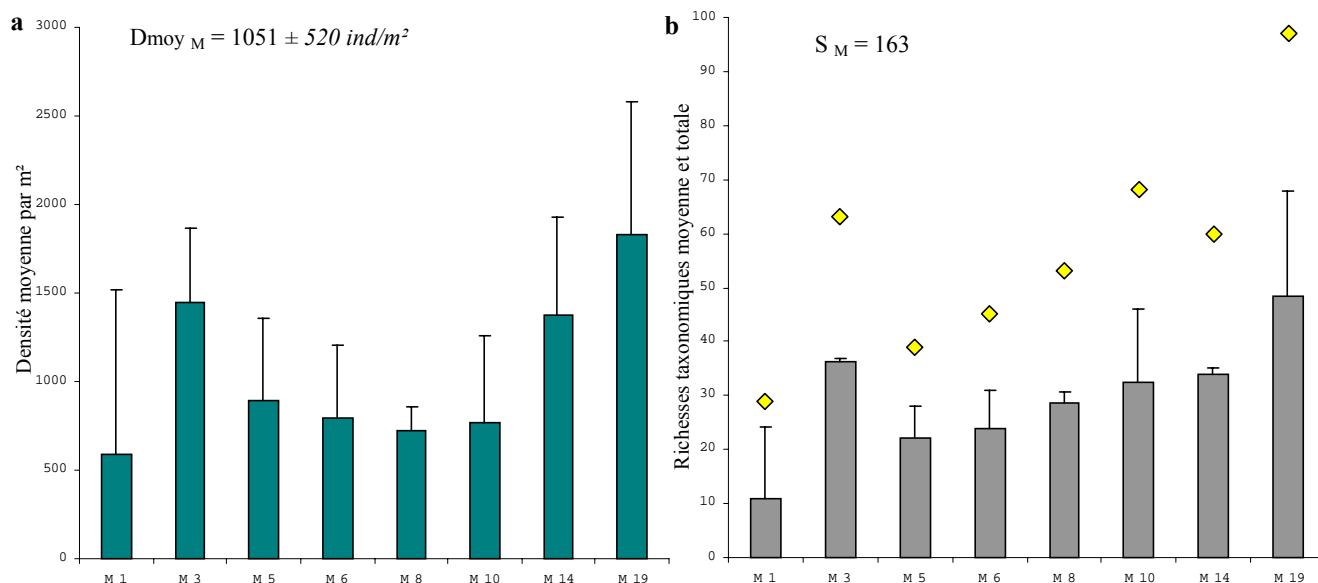 a
Dmoy M = 1051 ± 520 ind/m²
Densité moyenne par m²
3000
2500
2000
1500
1000
500
0
M 1 M 3 M 5 M 6 M 8 M 10 M 14 M 19
b
S M = 163
Richesses taxonomiques moyenne et totale
100
90
80
70
60
50
40
30
20
10
0
M 1 M 3 M 5 M 6 M 8 M 10 M 14 M 19